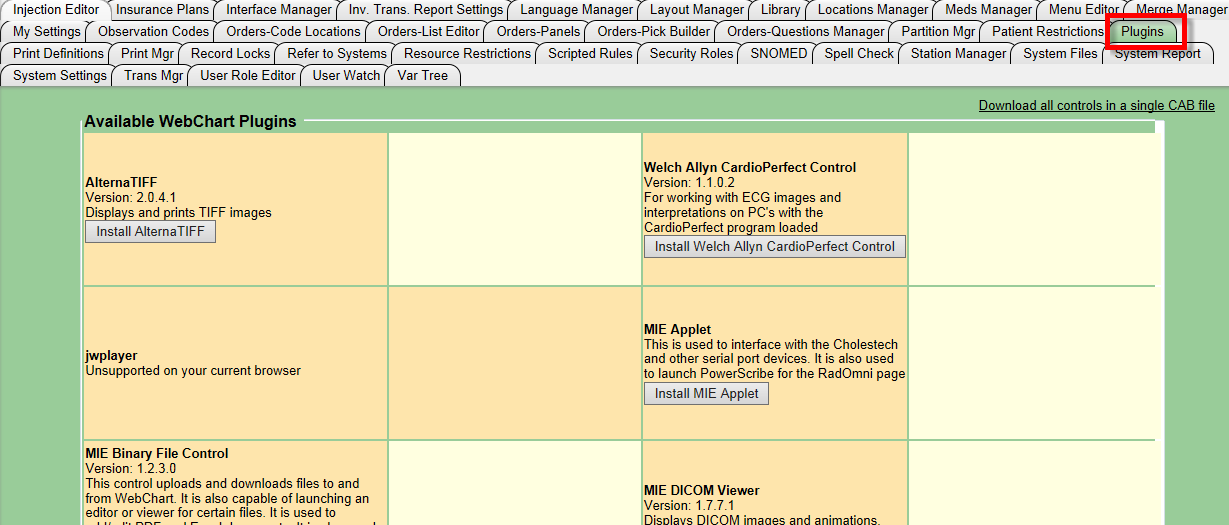 Injection Editor Insurance Plans Interface Manager Inv. Trans. Report Settings Language Manager Layout Manager Library Locations Manager Meds Manager Menu Editor Merge Manager
My Settings Observation Codes Orders-Code Locations Orders-List Editor Orders-Panels Orders-Pick Builder Orders-Questions Manager Partition Mgr Patient Restrictions Plugins
Print Definitions Print Mgr Record Locks Refer to Systems Resource Restrictions Scripted Rules Security Roles SNOMED Spell Check Station Manager System Files System Report
System Settings Trans Mgr User Role Editor User Watch Var Tree
Download all controls in a single CAB file
Available WebChart Plugins
AlternaTIFF
Version: 2.0.4.1
Displays and prints TIFF images
Install AlternaTIFF
Welch Allyn CardioPerfect Control
Version: 1.1.0.2
For working with ECG images and
interpretations on PC's with the
CardioPerfect program loaded
Install Welch Allyn CardioPerfect Control
jwplayer
Unsupported on your current browser
MIE Applet
This is used to interface with the Cholestech
and other serial port devices. It is also used
to launch PowerScribe for the RadOmni page
Install MIE Applet
MIE Binary File Control
Version: 1.2.3.0
This control uploads and downloads files to and
from WebChart. It is also capable of launching an
editor or viewer for certain files. It is used to
MIE DICOM Viewer
Version: 1.7.7.1
Displays DICOM images and animations.